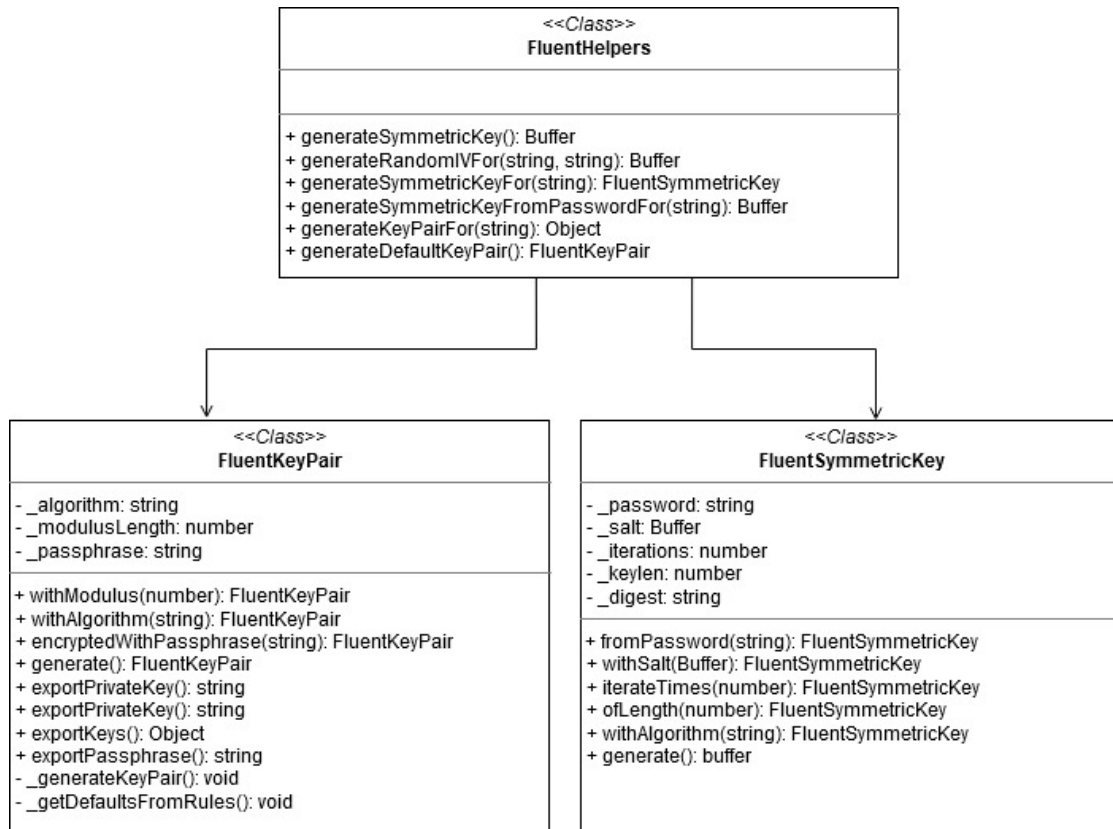 <<Class>>
FluentHelpers
+ generateSymmetricKey(): Buffer
+ generateRandomIVFor(string, string): Buffer
+ generateSymmetricKeyFor(string): FluentSymmetricKey
+ generateSymmetricKeyFromPasswordFor(string): Buffer
+ generateKeyPairFor(string): Object
+ generateDefaultKeyPair(): FluentKeyPair
<<Class>>
FluentKeyPair
- _algorithm: string
- _modulusLength: number
- _passphrase: string
+ withModulus(number): FluentKeyPair
+ withAlgorithm(string): FluentKeyPair
+ encryptedWithPassphrase(string): FluentKeyPair
+ generate(): FluentKeyPair
+ exportPrivateKey(): string
+ exportPrivateKey(): string
+ exportKeys(): Object
+ exportPassphrase(): string
- _generateKeyPair(): void
- _getDefaultsFromRules(): void
<<Class>>
FluentSymmetricKey
- _password: string
- _salt: Buffer
- _iterations: number
- _keylen: number
- _digest: string
+ fromPassword(string): FluentSymmetricKey
+ withSalt(Buffer): FluentSymmetricKey
+ iterateTimes(number): FluentSymmetricKey
+ ofLength(number): FluentSymmetricKey
+ withAlgorithm(string): FluentSymmetricKey
+ generate(): buffer